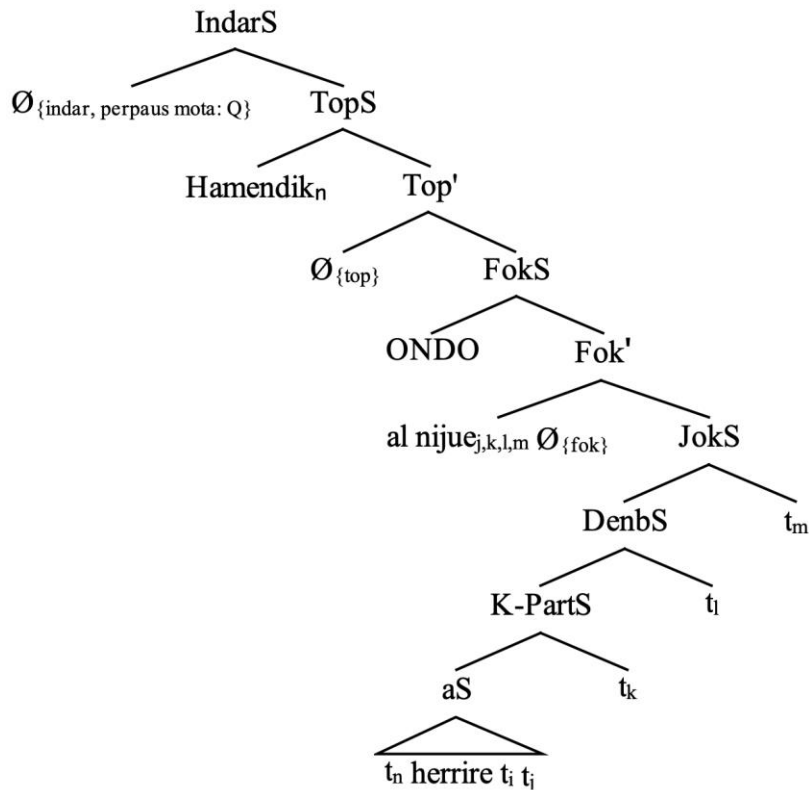 IndarS
Ø{indar, perpaus mota: Q} TopS
Hamendikn Top'
Ø{top} FokS
ONDO Fok'
al nijuej,k,l,m Ø{fok} JokS
DenbS tm
K-PartS tl
aS tk
tn herrire ti tj